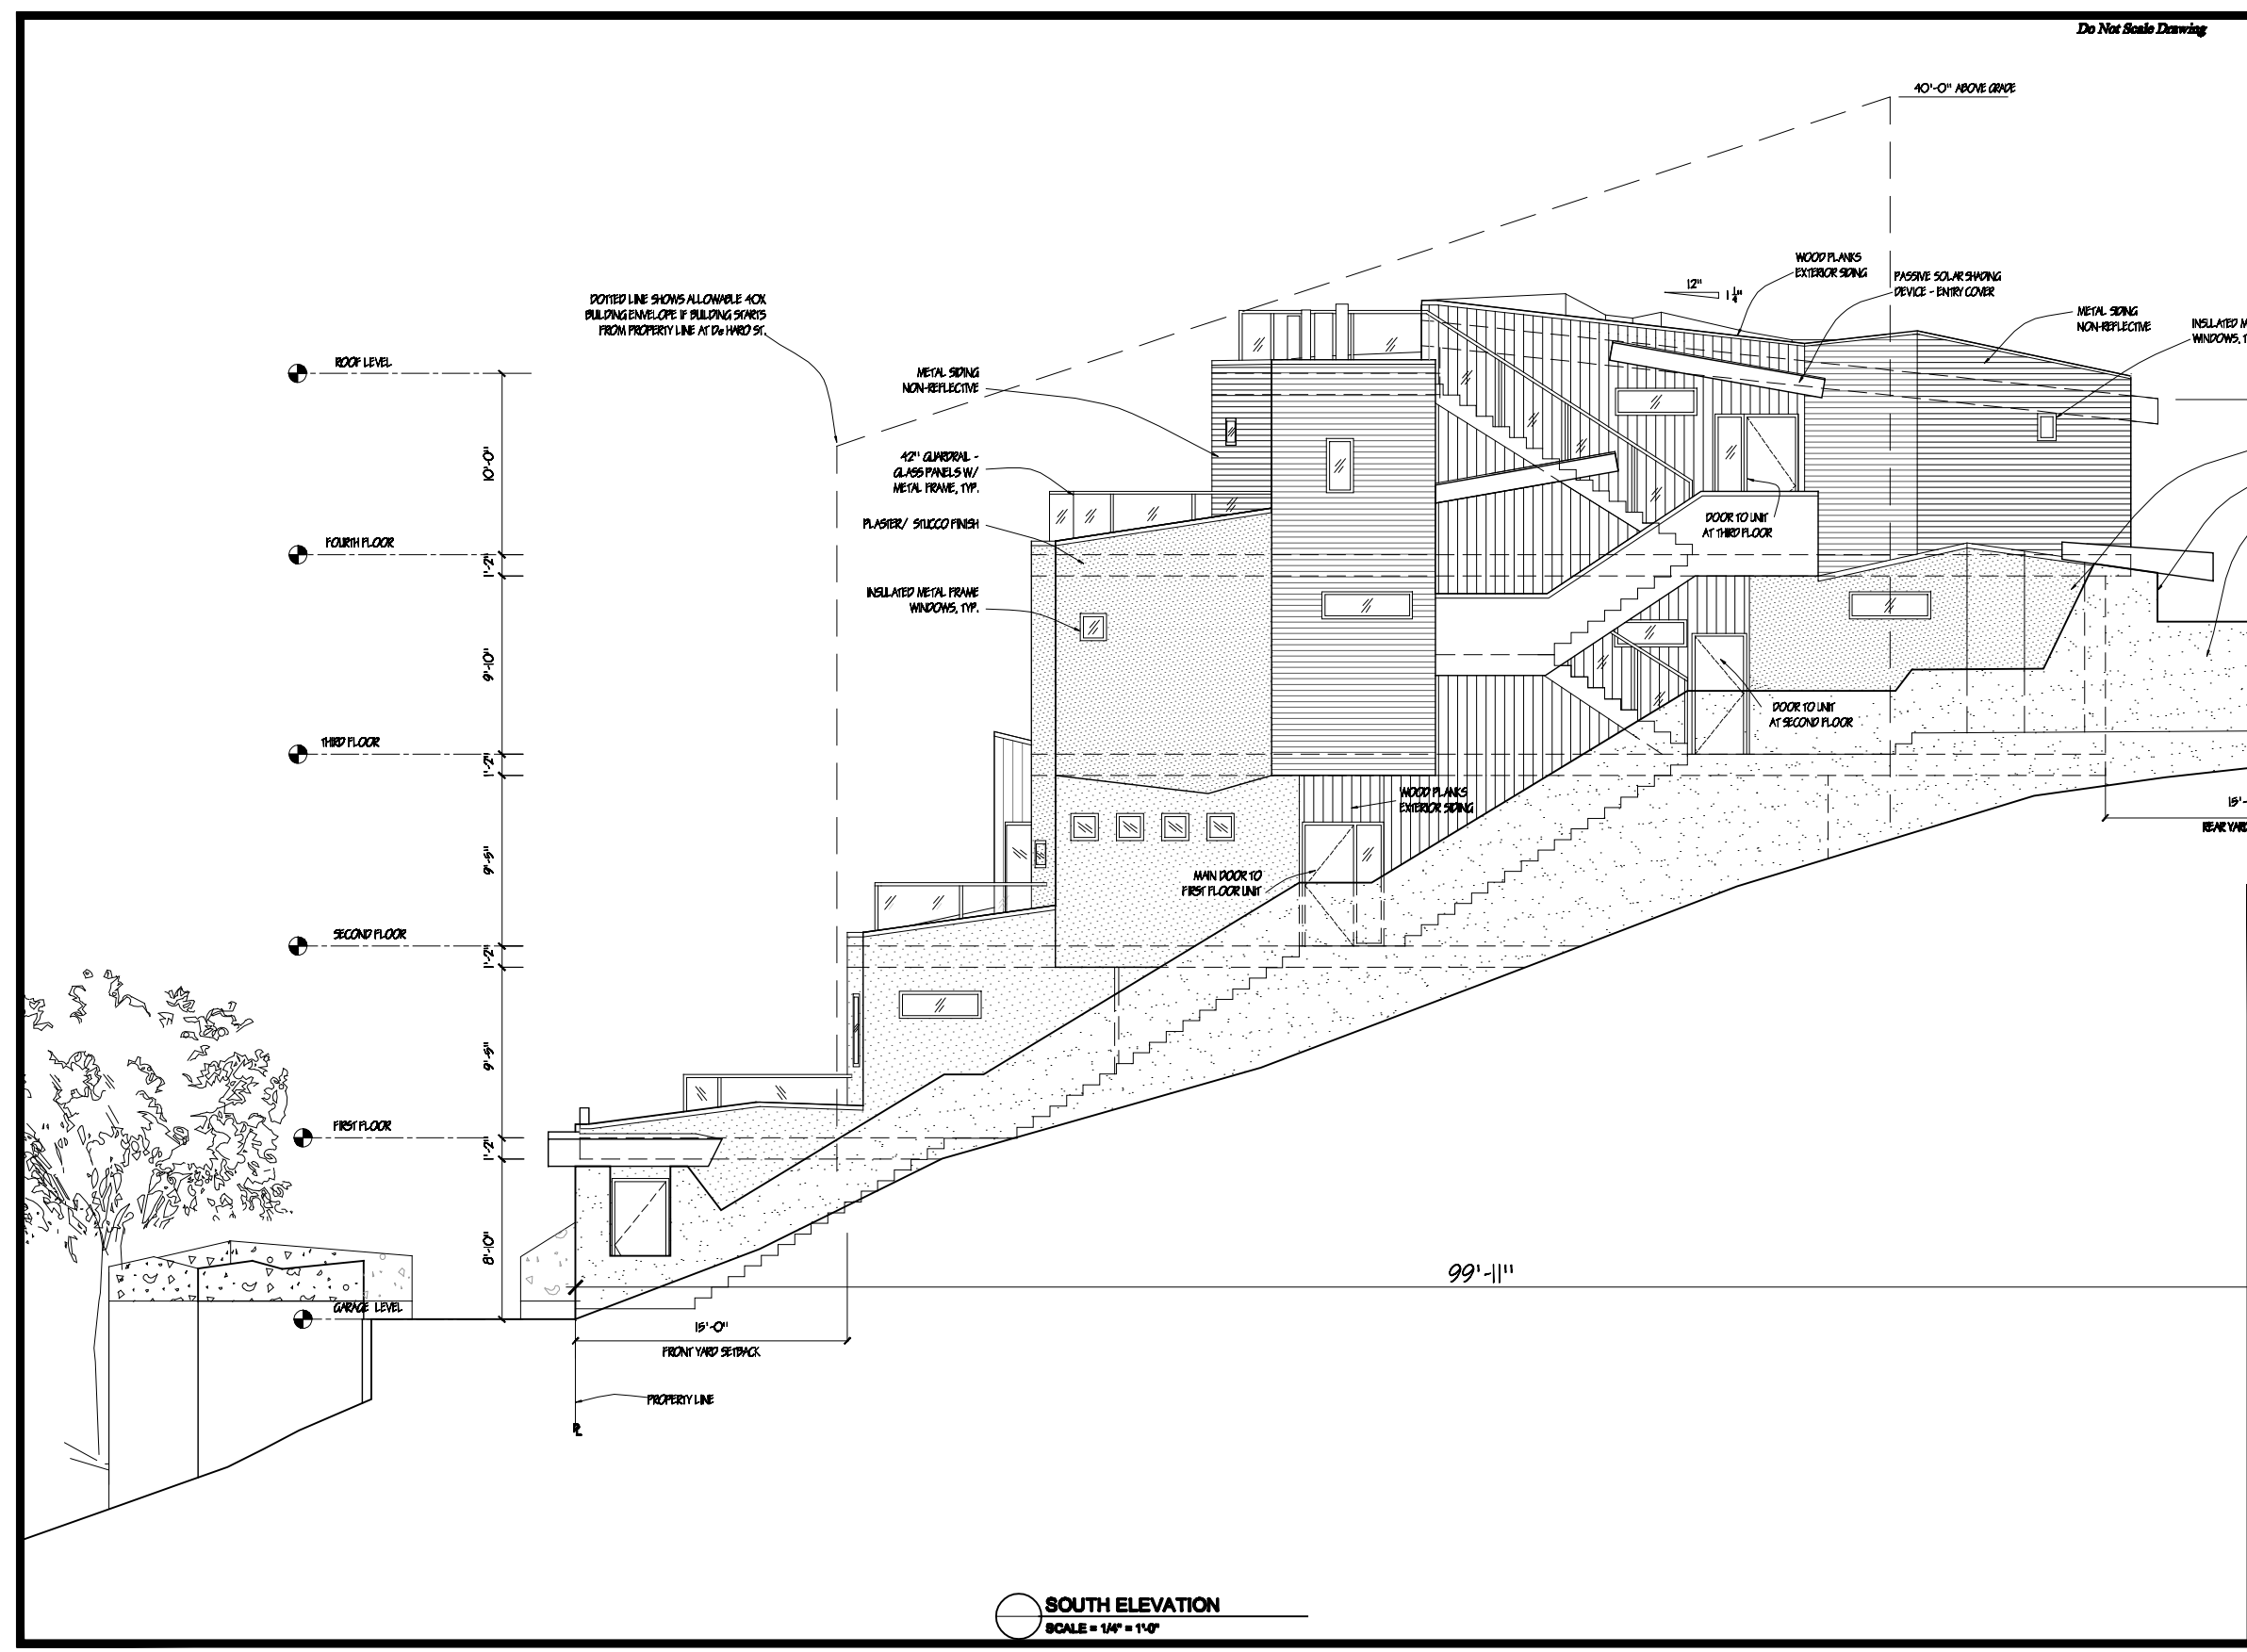 Do Not Scale Drawing
40'-0" ABOVE GRADE
WOOD PLANKS
EXTERIOR SIDING
12"
1 1/4"
PASSIVE SOLAR SHADING
DEVICE - ENTRY COVER
METAL SIDING
NON-REFLECTIVE
INSULATED M
WINDOWS, T
DOTTED LINE SHOWS ALLOWABLE 40X
BUILDING ENVELOPE IF BUILDING STARTS
FROM PROPERTY LINE AT De HARO ST.
ROOF LEVEL
METAL SIDING
NON-REFLECTIVE
10'-0"
42" GUARDRAIL -
GLASS PANELS W/
METAL FRAME, TYP.
PLASTER/ STUCCO FINISH
DOOR TO UNIT
AT THIRD FLOOR
FOURTH FLOOR
1'-2"
INSULATED METAL FRAME
WINDOWS, TYP.
9'-10"
DOOR TO UNIT
AT SECOND FLOOR
THIRD FLOOR
1'-2"
WOOD PLANKS
EXTERIOR SIDING
15'-
REAR YARD
9'-5"
MAIN DOOR TO
FIRST FLOOR UNIT
SECOND FLOOR
1'-2"
9'-5"
FIRST FLOOR
1'-2"
8'-10"
99'-11"
GARAGE LEVEL
15'-0"
FRONT YARD SETBACK
PROPERTY LINE
PL
SOUTH ELEVATION
SCALE = 1/4" = 1'-0"